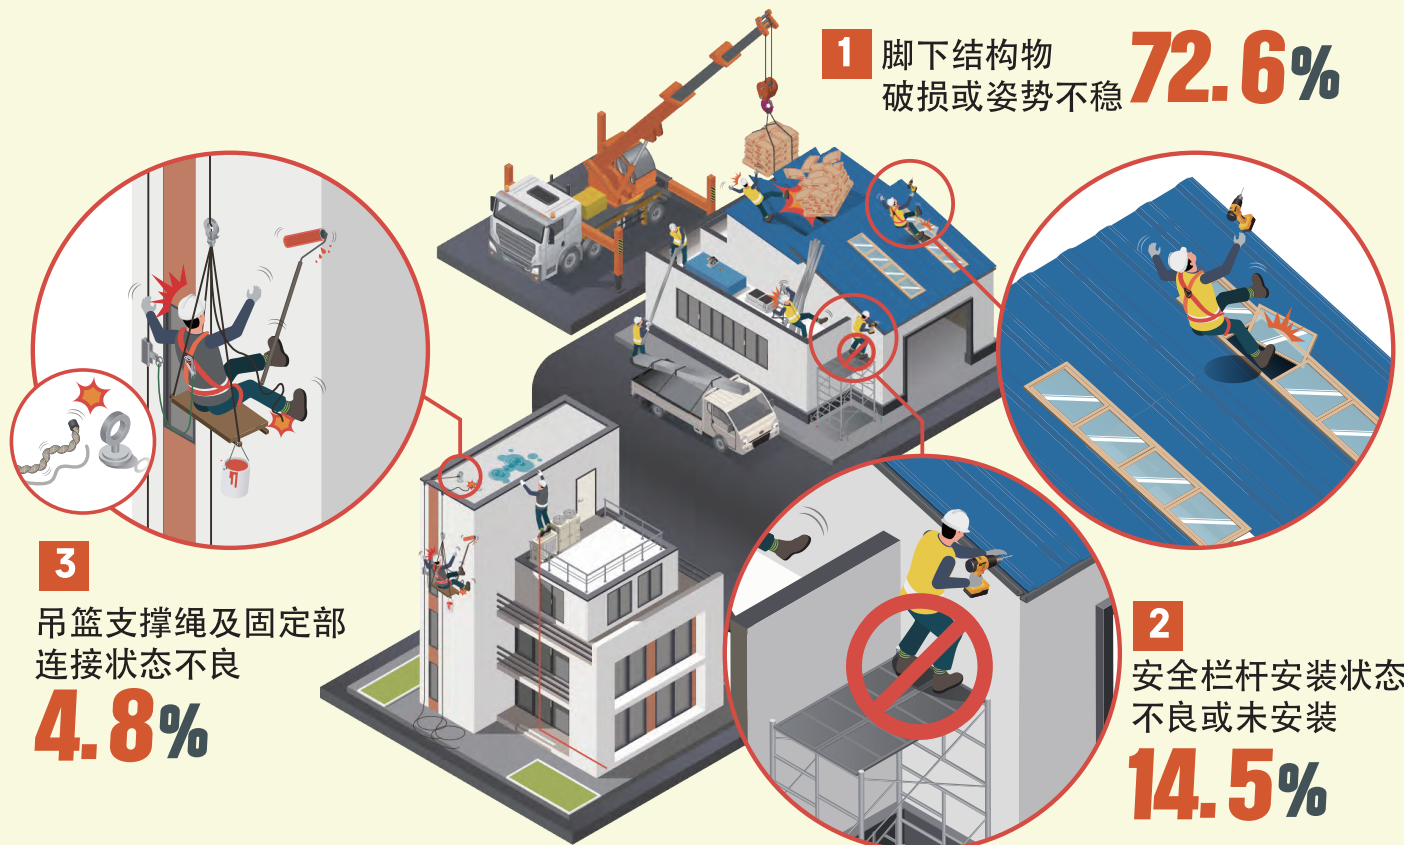 1
脚下结构物
破损或姿势不稳
72.6%
3
吊篮支撑绳及固定部
连接状态不良
4.8%
2
安全栏杆安装状态
不良或未安装
14.5%